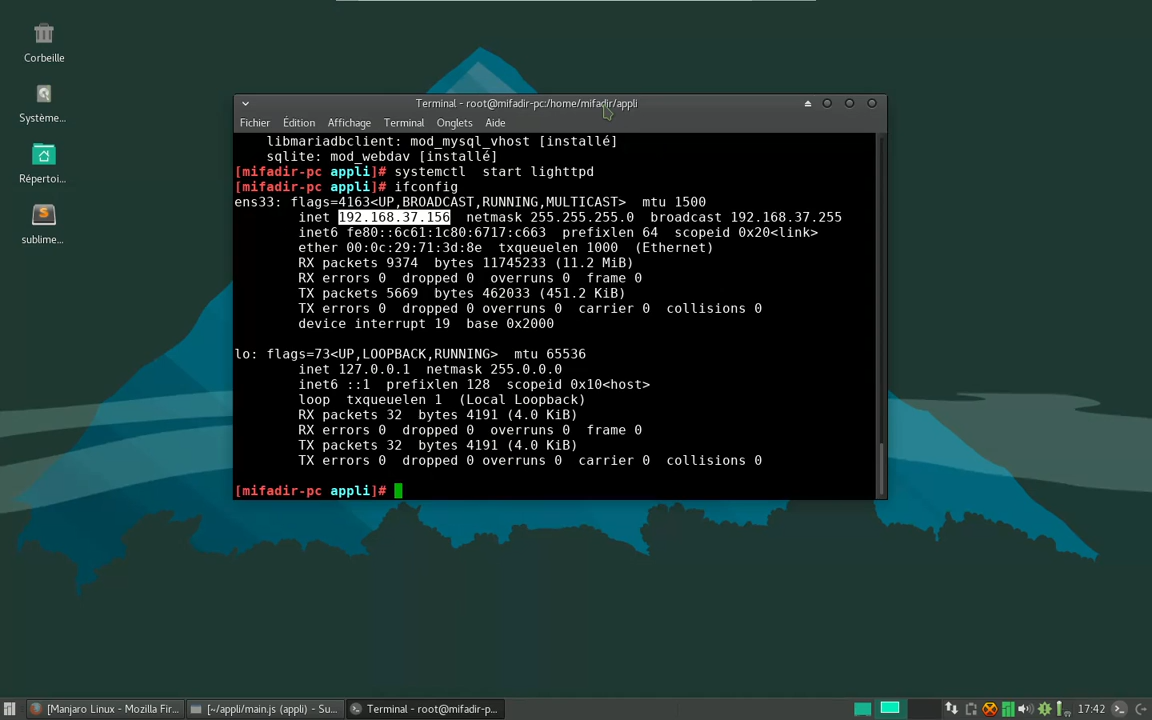 Corbeille
Système...
Répertoi...
sublime...
Terminal - root@mifadir-pc:/home/mifadir/appli
Fichier Édition Affichage Terminal Onglets Aide
libmariadbclient: mod_mysql_vhost [installé]
sqlite: mod_webdav [installé]
[mifadir-pc appli]# systemctl  start lighttpd
[mifadir-pc appli]# ifconfig
ens33: flags=4163<UP,BROADCAST,RUNNING,MULTICAST>  mtu 1500
inet 192.168.37.156  netmask 255.255.255.0  broadcast 192.168.37.255
inet6 fe80::6c61:1c80:6717:c663  prefixlen 64  scopeid 0x20<link>
ether 00:0c:29:71:3d:8e  txqueuelen 1000  (Ethernet)
RX packets 9374  bytes 11745233 (11.2 MiB)
RX errors 0  dropped 0  overruns 0  frame 0
TX packets 5669  bytes 462033 (451.2 KiB)
TX errors 0  dropped 0 overruns 0  carrier 0  collisions 0
device interrupt 19  base 0x2000
lo: flags=73<UP,LOOPBACK,RUNNING>  mtu 65536
inet 127.0.0.1  netmask 255.0.0.0
inet6 ::1  prefixlen 128  scopeid 0x10<host>
loop  txqueuelen 1  (Local Loopback)
RX packets 32  bytes 4191 (4.0 KiB)
RX errors 0  dropped 0  overruns 0  frame 0
TX packets 32  bytes 4191 (4.0 KiB)
TX errors 0  dropped 0 overruns 0  carrier 0  collisions 0
[mifadir-pc appli]#
[Manjaro Linux - Mozilla Fir... [~/appli/main.js (appli) - Su... Terminal - root@mifadir-p... 17:42